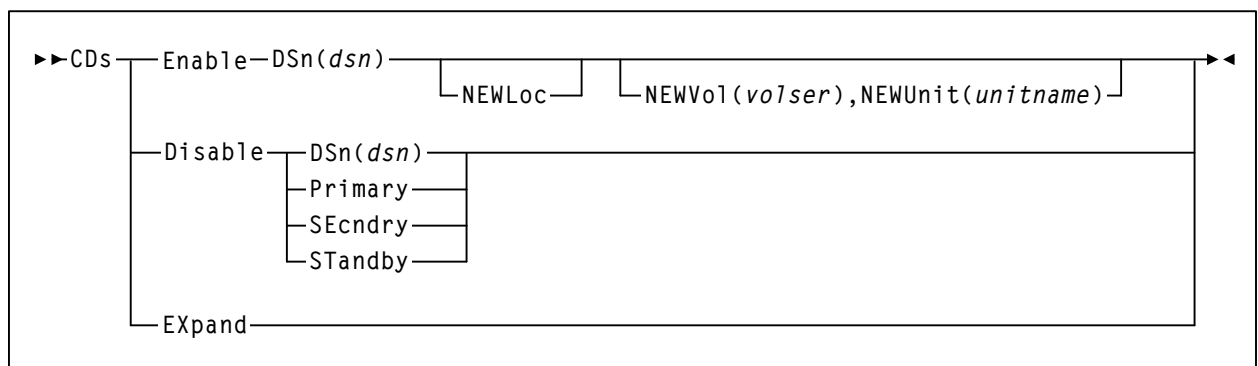 CDs Enable DSn(dsn)
NEWLoc NEWVol(volser),NEWUnit(unitname)
Disable DSn(dsn)
Primary
SEcndry
STandby
EXpand